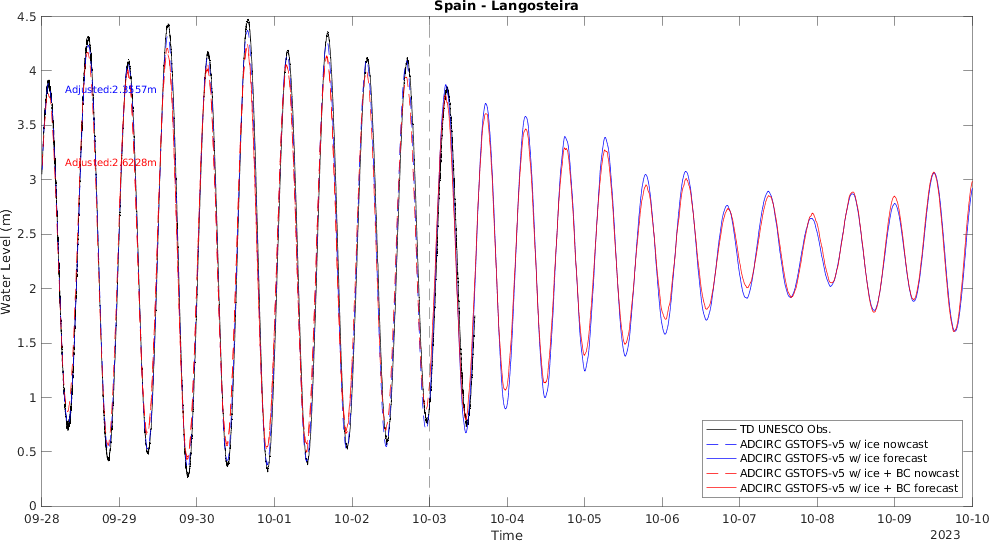 Spain - Langosteira
4.5
4
3.5
3
2.5
2
1.5
1
0.5
0
Water Level (m)
Adjusted:2.3557m
Adjusted:2.6228m
TD UNESCO Obs.
ADCIRC GSTOFS-v5 w/ ice nowcast
ADCIRC GSTOFS-v5 w/ ice forecast
ADCIRC GSTOFS-v5 w/ ice + BC nowcast
ADCIRC GSTOFS-v5 w/ ice + BC forecast
09-28 09-29 09-30 10-01 10-02 10-03 10-04 10-05 10-06 10-07 10-08 10-09 10-10
Time
2023